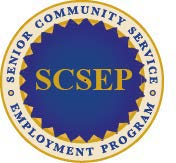 SENIOR COMMUNITY SERVICE
SCSEP
EMPLOYMENT PROGRAM